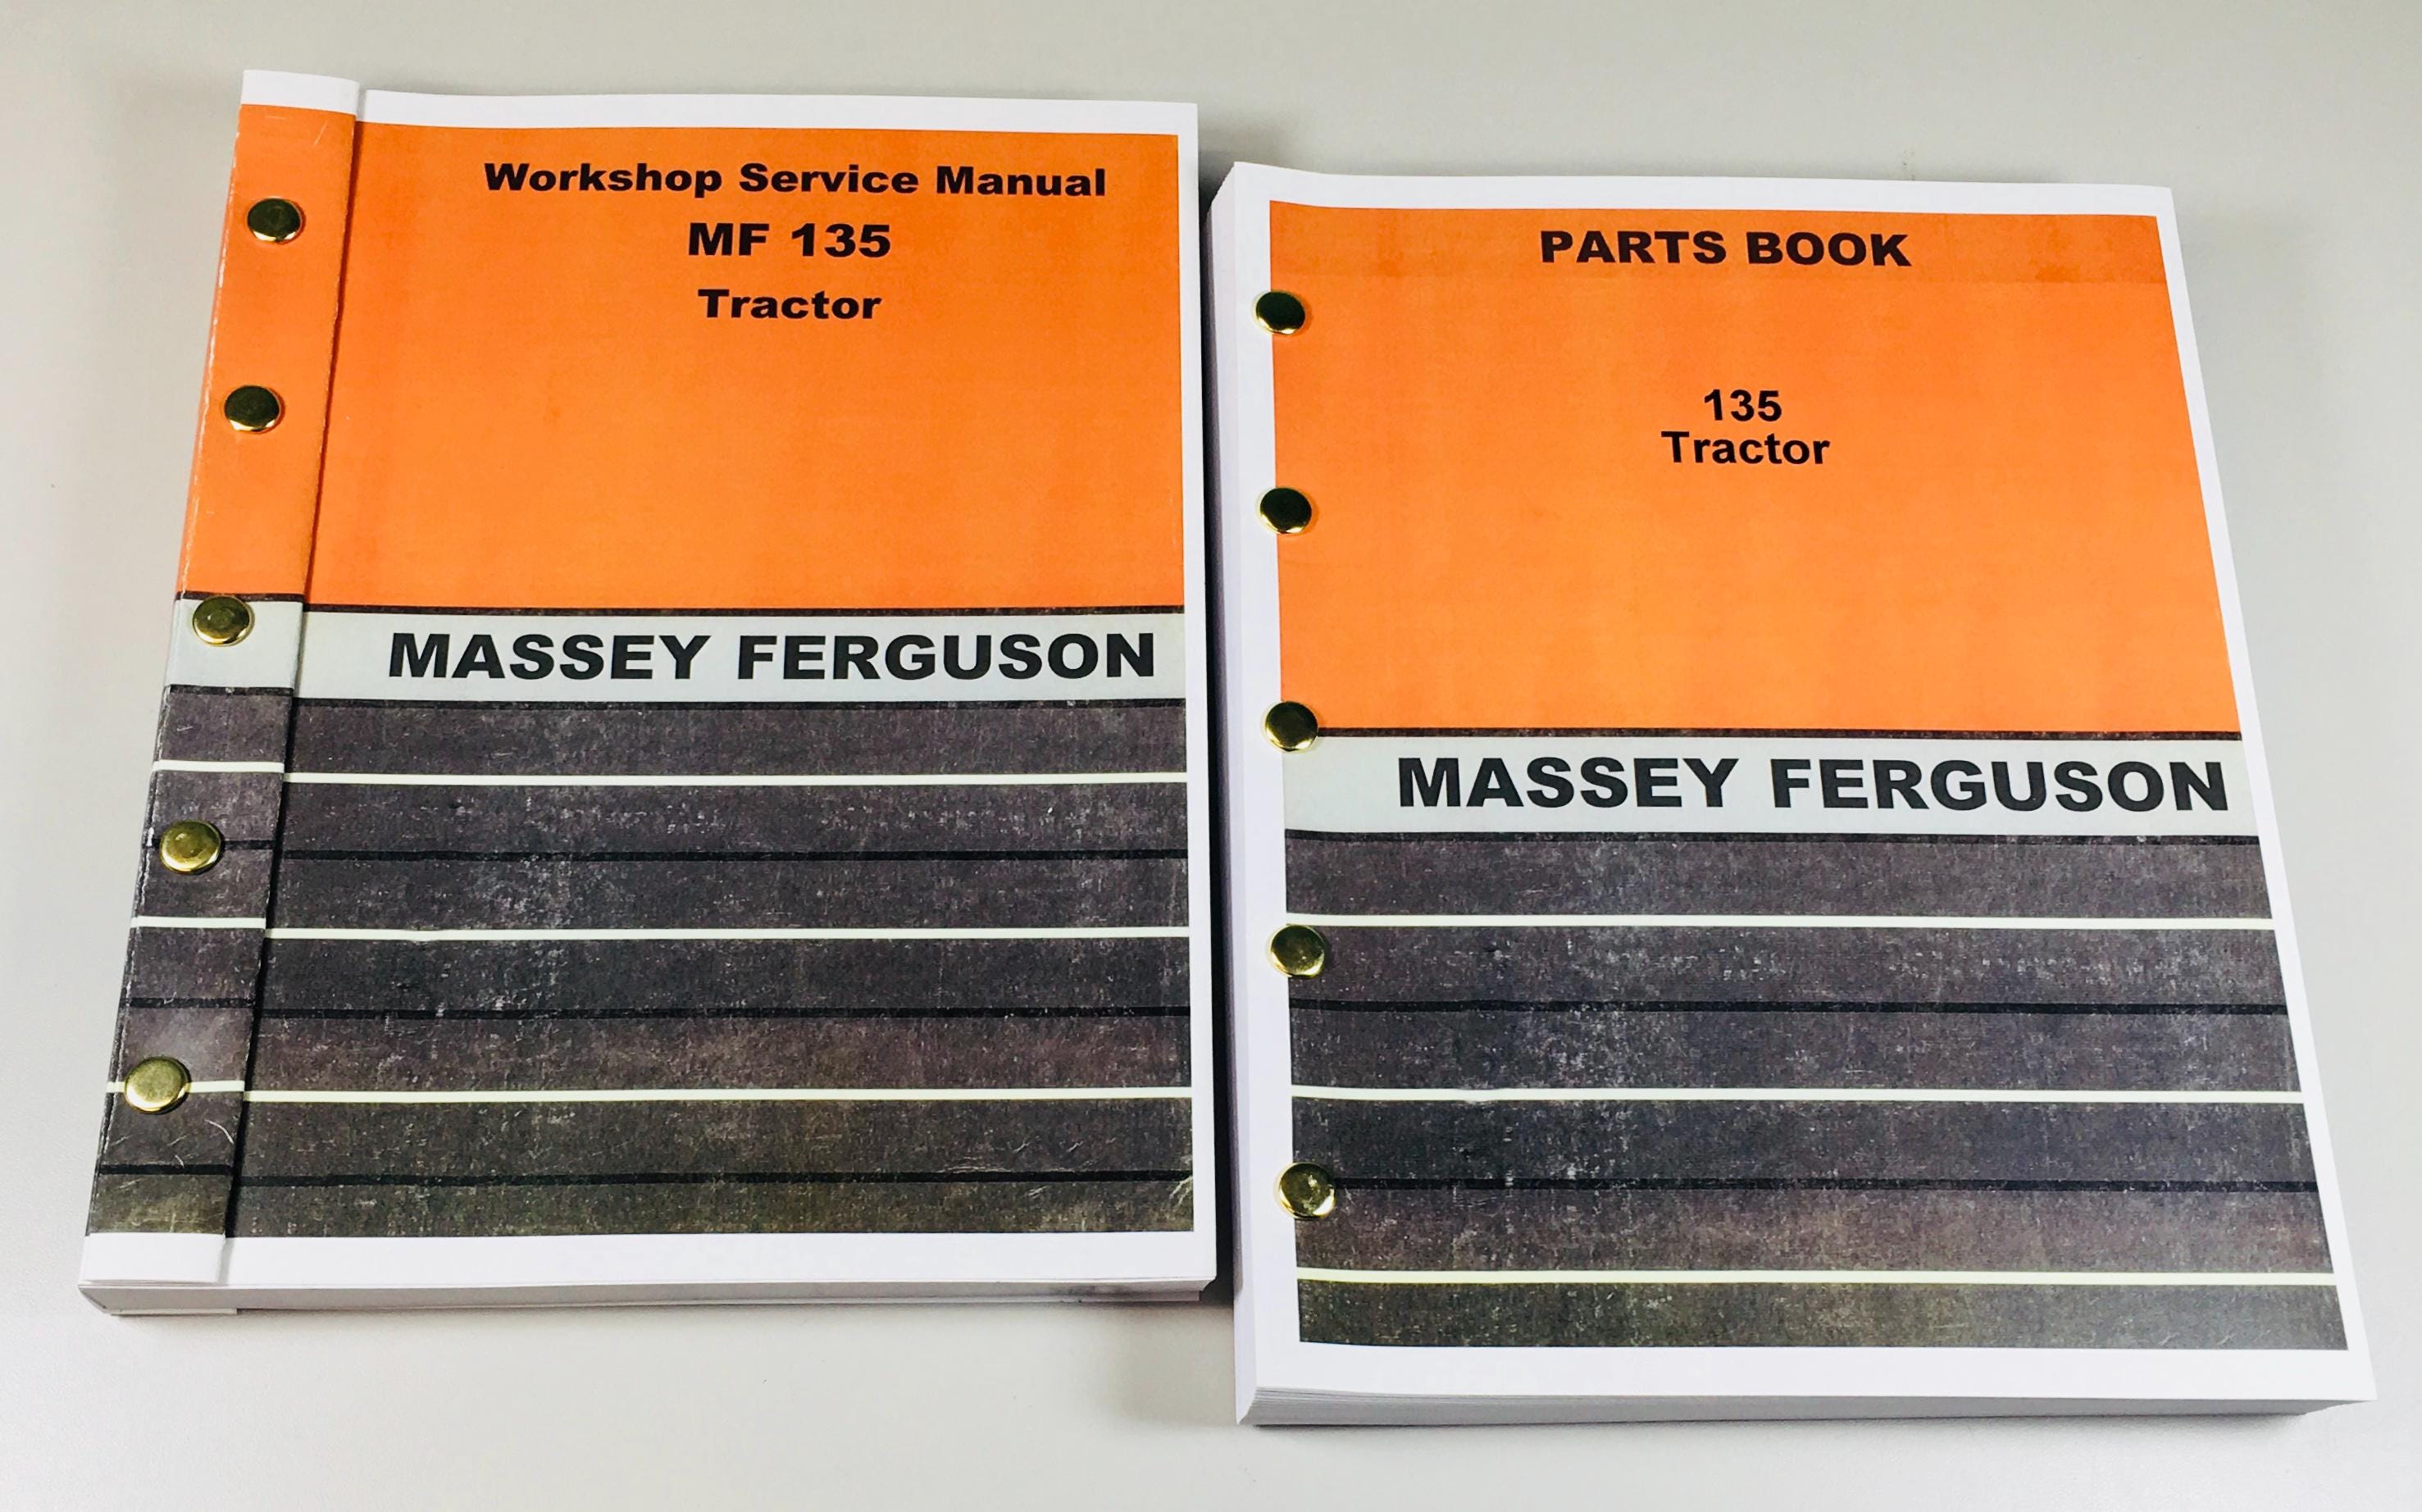 Workshop Service Manual
MF 135
Tractor
MASSEY FERGUSON
PARTS BOOK
135
Tractor
MASSEY FERGUSON